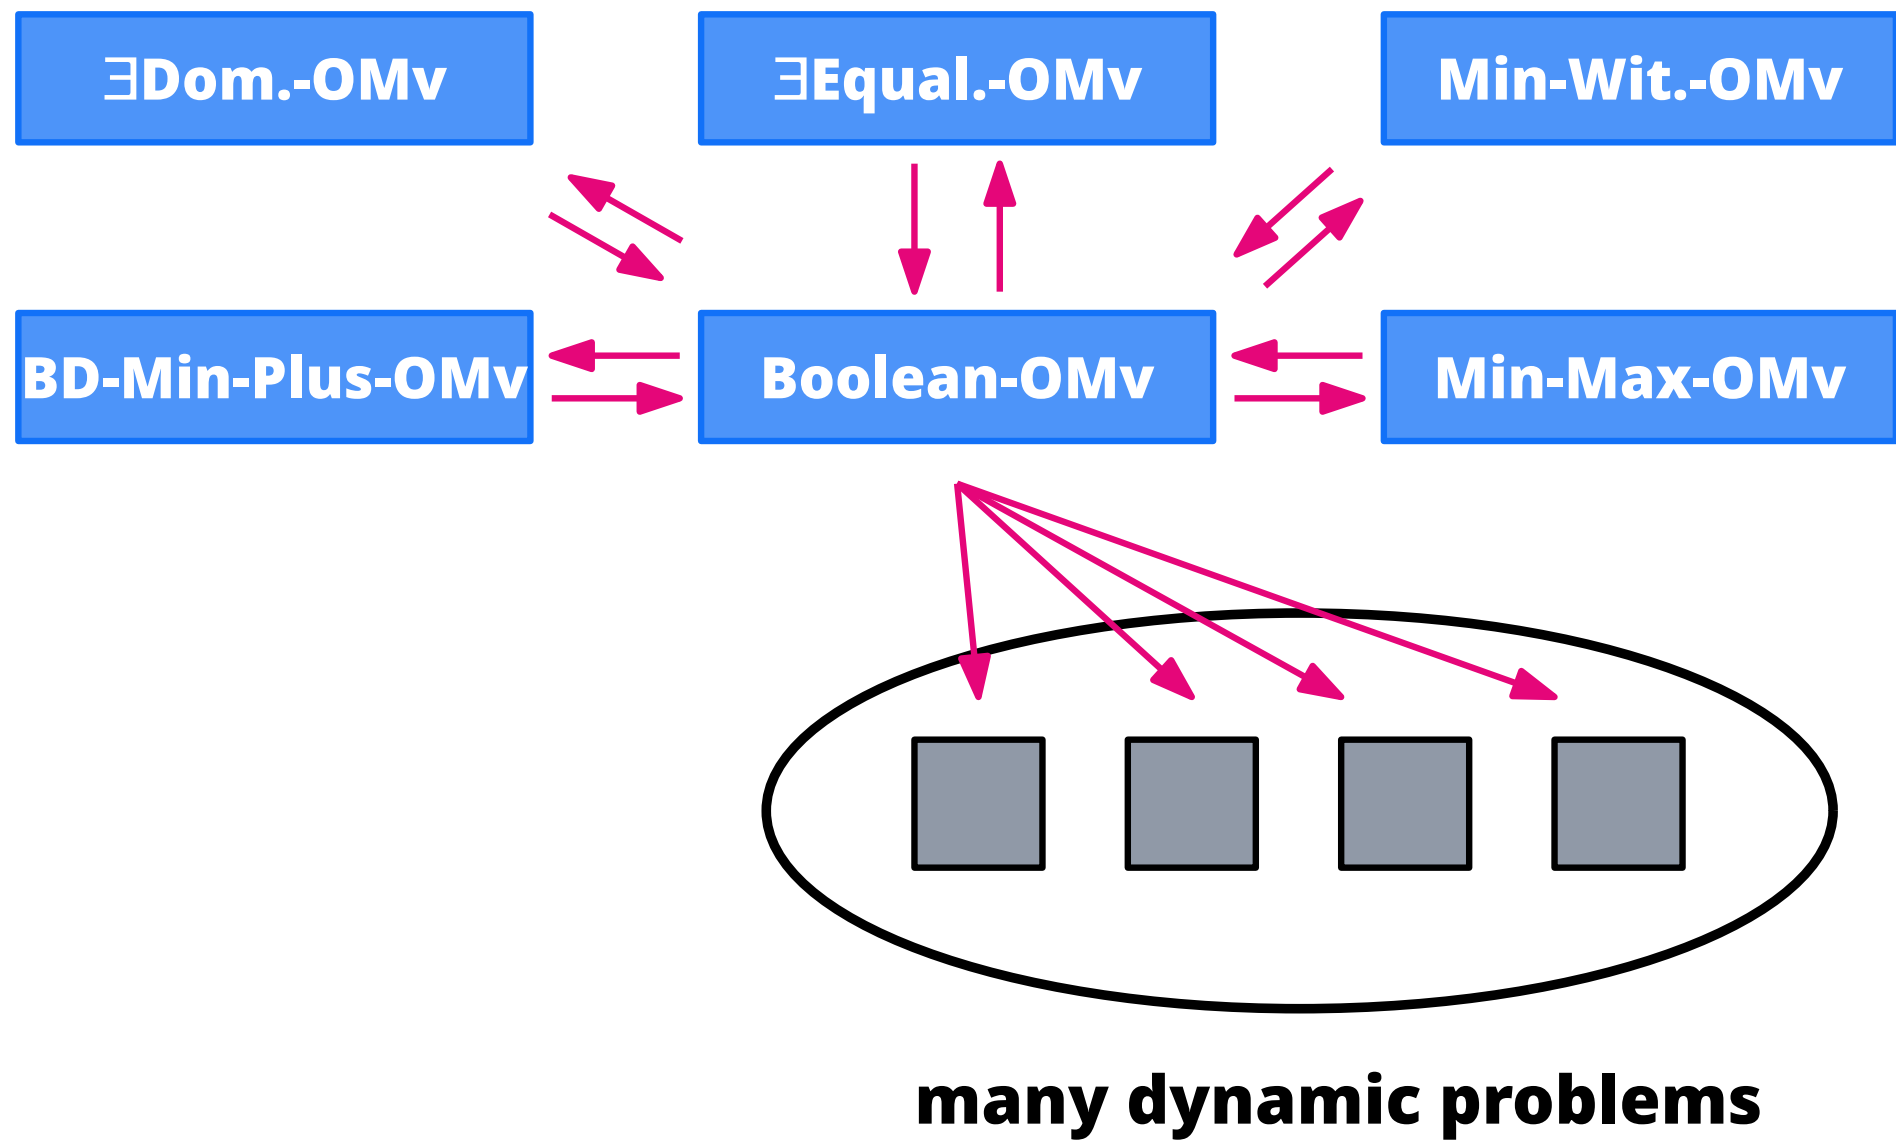 ∃Dom.-OMv
∃Equal.-OMv
Min-Wit.-OMv
BD-Min-Plus-OMv
Boolean-OMv
Min-Max-OMv
many dynamic problems